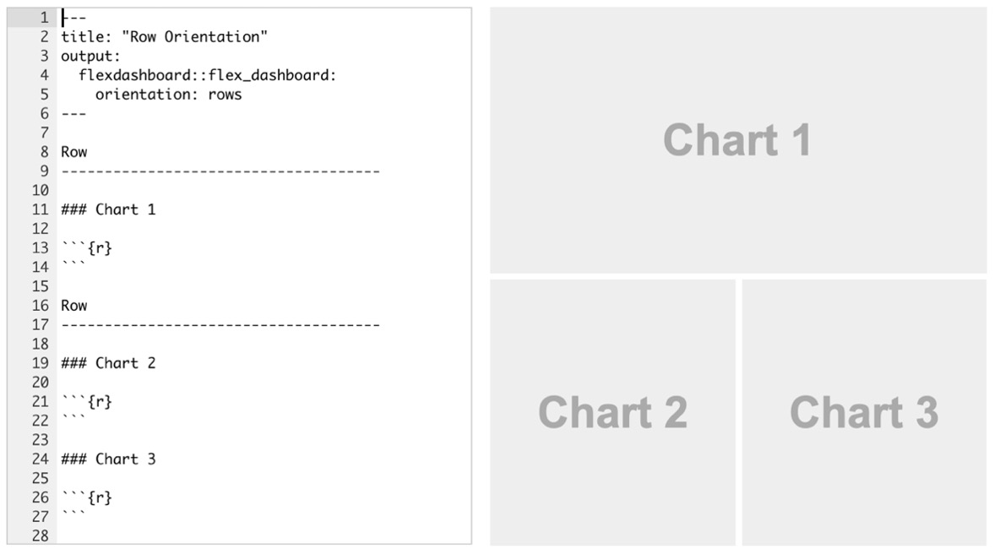 1 ---
2 title: "Row Orientation"
3 output:
4   flexdashboard::flex_dashboard:
5     orientation: rows
6 ---
7
8 Row
9 -------------------------------------
10
11 ### Chart 1
12
13 ```{r}
14 ```
15
16 Row
17 -------------------------------------
18
19 ### Chart 2
20
21 ```{r}
22 ```
23
24 ### Chart 3
25
26 ```{r}
27 ```
28
Chart 1
Chart 2
Chart 3